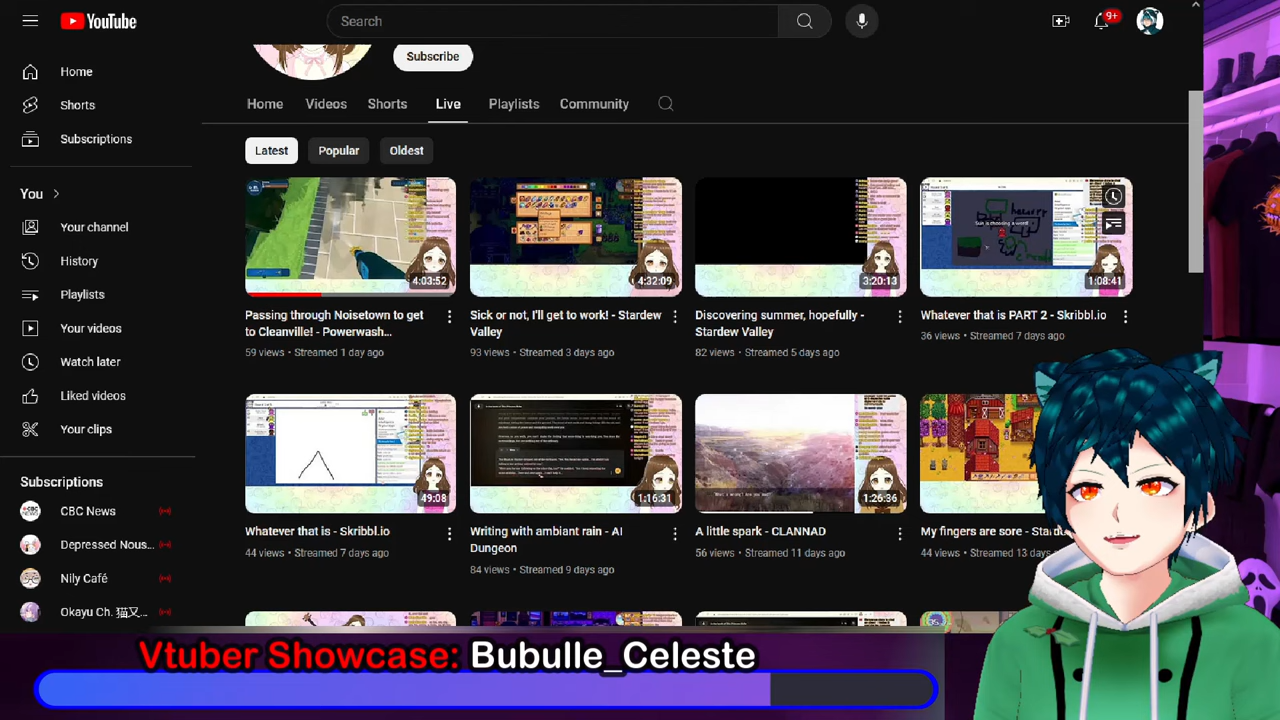 YouTube
Search
9+
Subscribe
Home
Videos
Shorts
Live
Playlists
Community
Latest
Popular
Oldest
Home
Shorts
Subscriptions
You
Your channel
History
Playlists
Your videos
Watch later
Liked videos
Your clips
Subscriptions
CBC News
Depressed Nous...
Nily Café
Okayu Ch. 猫又...
4:03:52
4:32:09
3:20:13
1:08:41
Passing through Noisetown to get
to Cleanville! - Powerwash...
59 views • Streamed 1 day ago
Sick or not, I'll get to work! - Stardew
Valley
93 views • Streamed 3 days ago
Discovering summer, hopefully -
Stardew Valley
82 views • Streamed 5 days ago
Whatever that is PART 2 - Skribbl.io
36 views • Streamed 7 days ago
49:08
1:16:31
1:26:36
Whatever that is - Skribbl.io
44 views • Streamed 7 days ago
Writing with ambiant rain - AI
Dungeon
84 views • Streamed 9 days ago
A little spark - CLANNAD
56 views • Streamed 11 days ago
My fingers are sore -
44 views • Streamed 13 days
Vtuber Showcase: Bubulle_Celeste